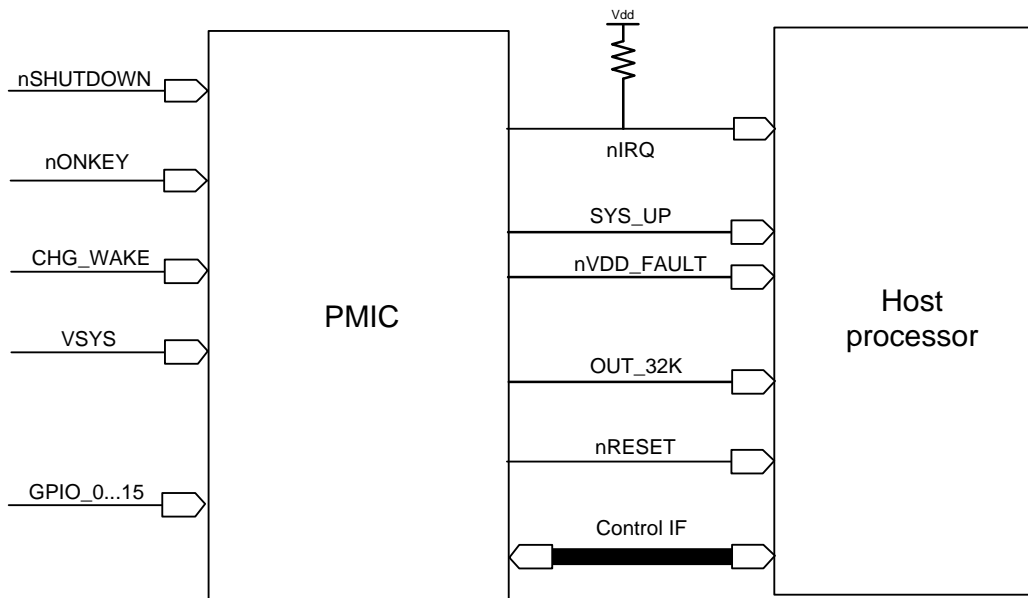 Vdd
nSHUTDOWN
nIRQ
nONKEY
SYS_UP
CHG_WAKE
nVDD_FAULT
PMIC
Host
processor
VSYS
OUT_32K
nRESET
GPIO_0...15
Control IF